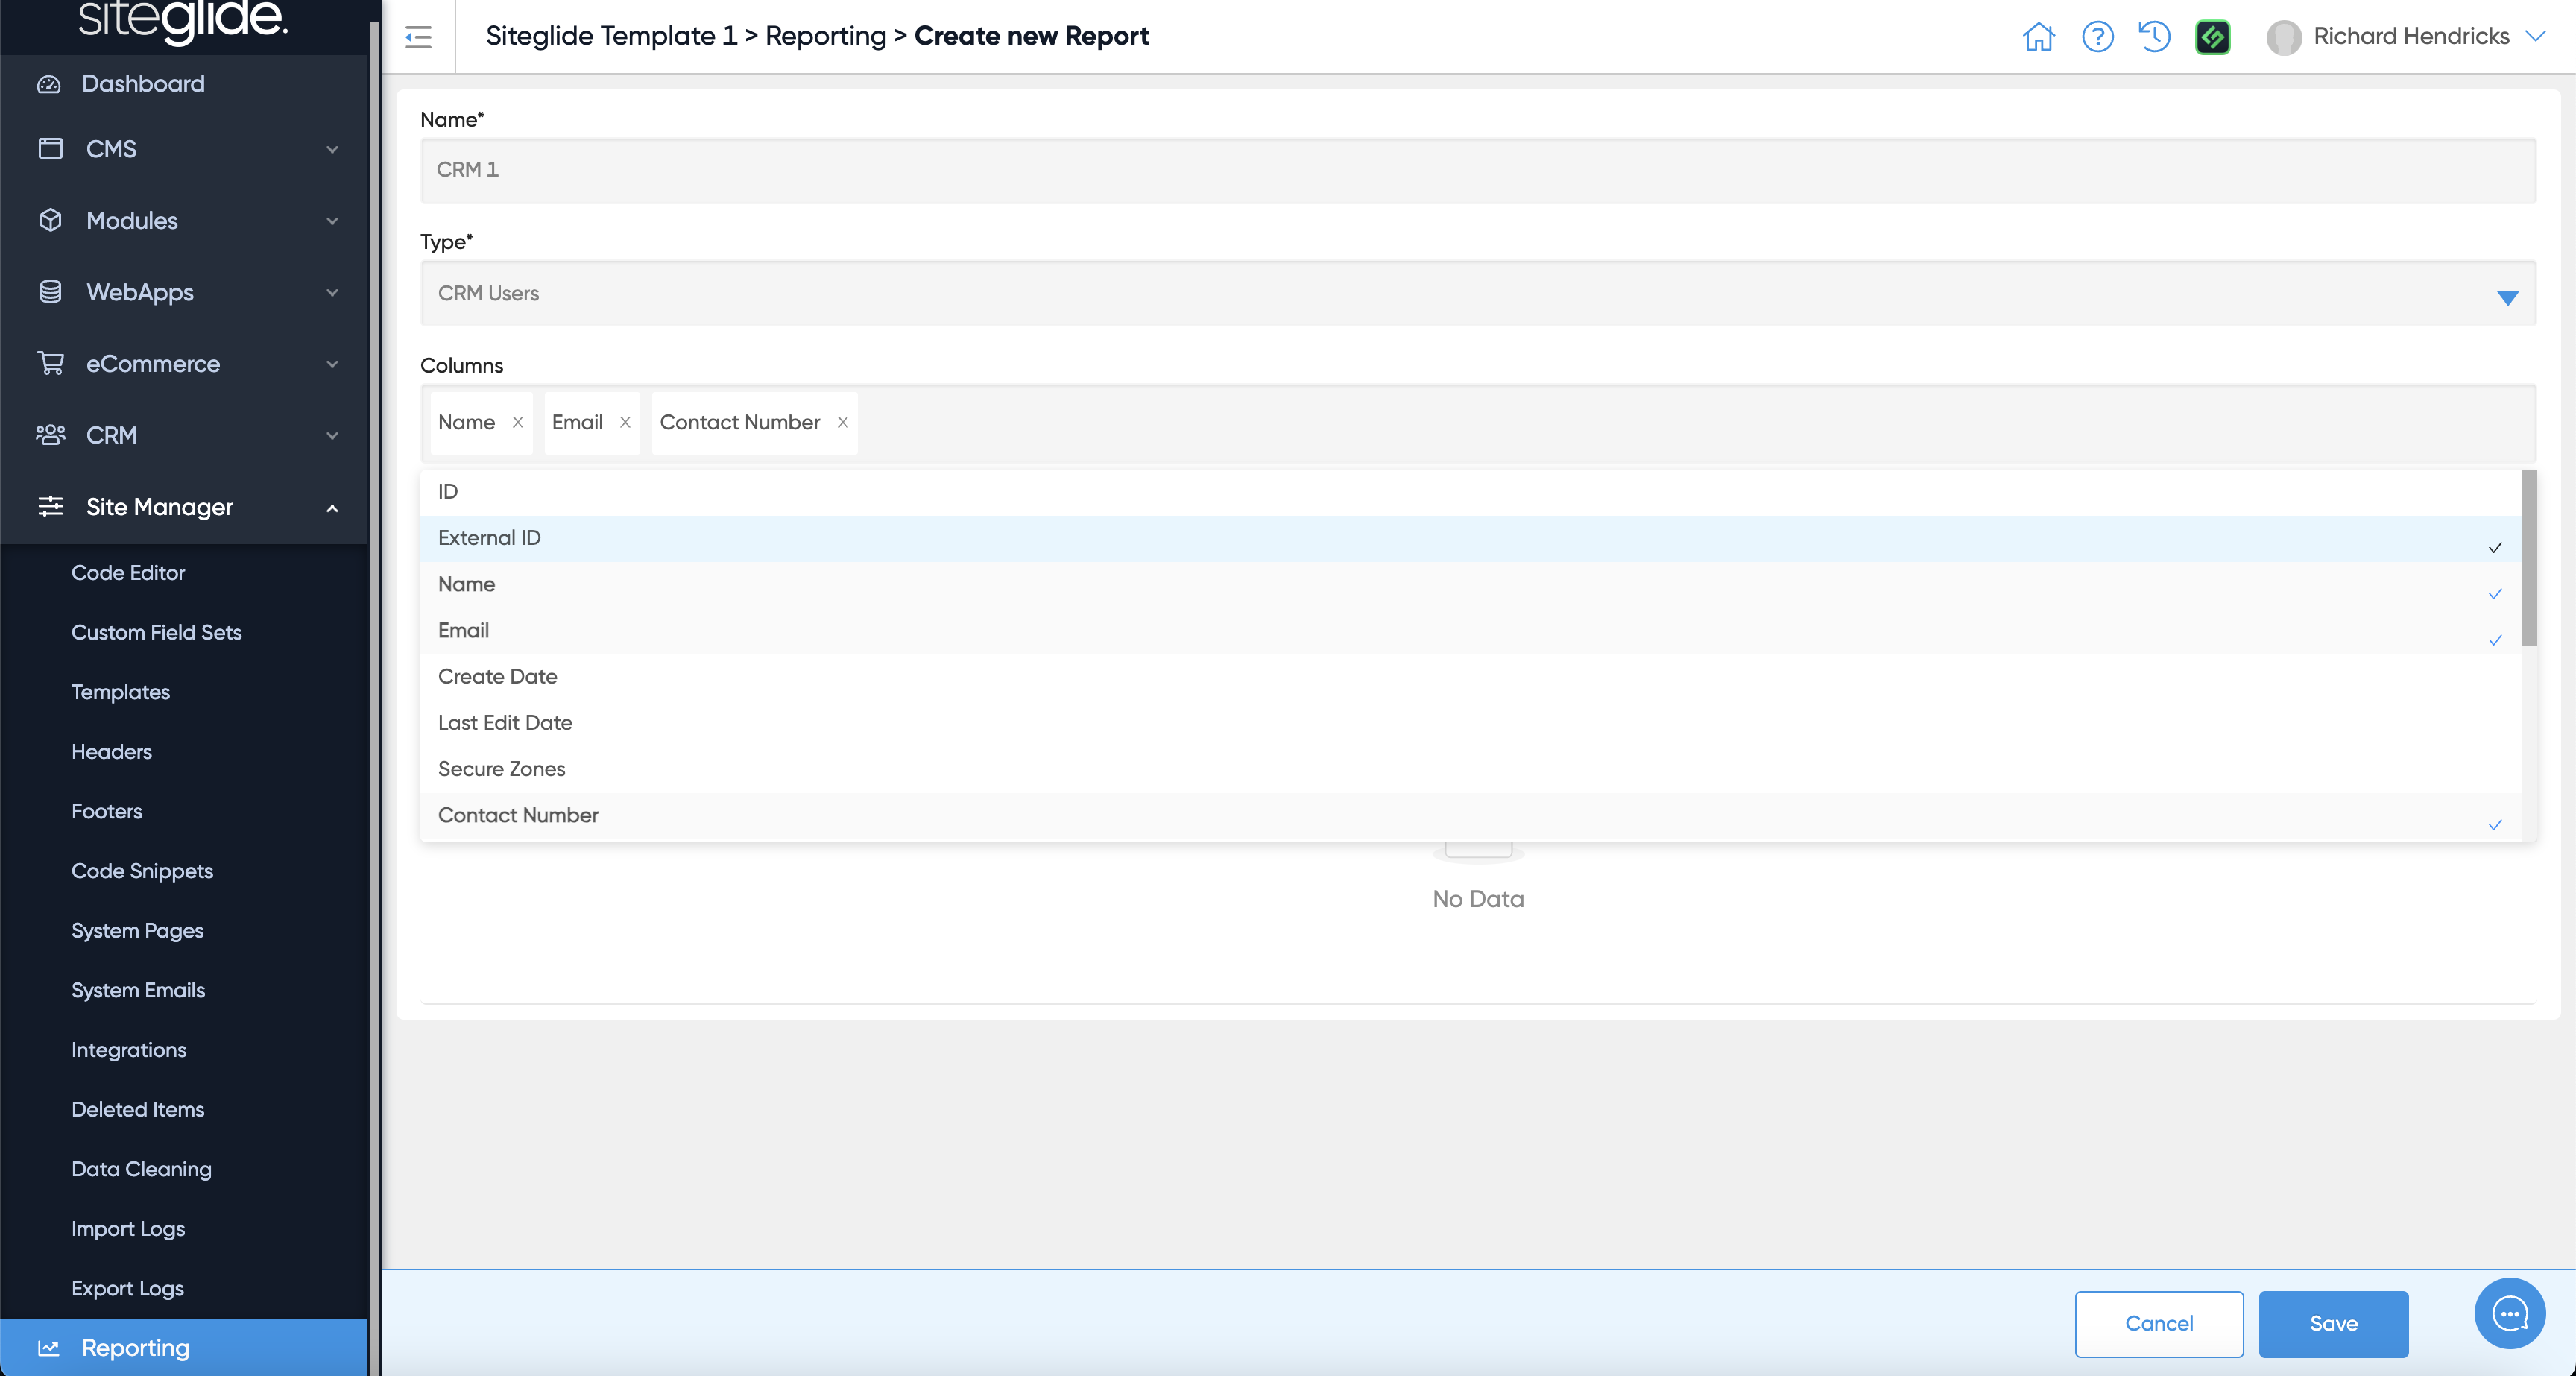 siteglide.
Dashboard
CMS
Modules
WebApps
eCommerce
CRM
Site Manager
Code Editor
Custom Field Sets
Templates
Headers
Footers
Code Snippets
System Pages
System Emails
Integrations
Deleted Items
Data Cleaning
Import Logs
Export Logs
Reporting
Siteglide Template 1 > Reporting > Create new Report
Richard Hendricks
Name*
CRM 1
Type*
CRM Users
Columns
Name Email Contact Number
ID
External ID
Name
Email
Create Date
Last Edit Date
Secure Zones
Contact Number
No Data
Cancel Save